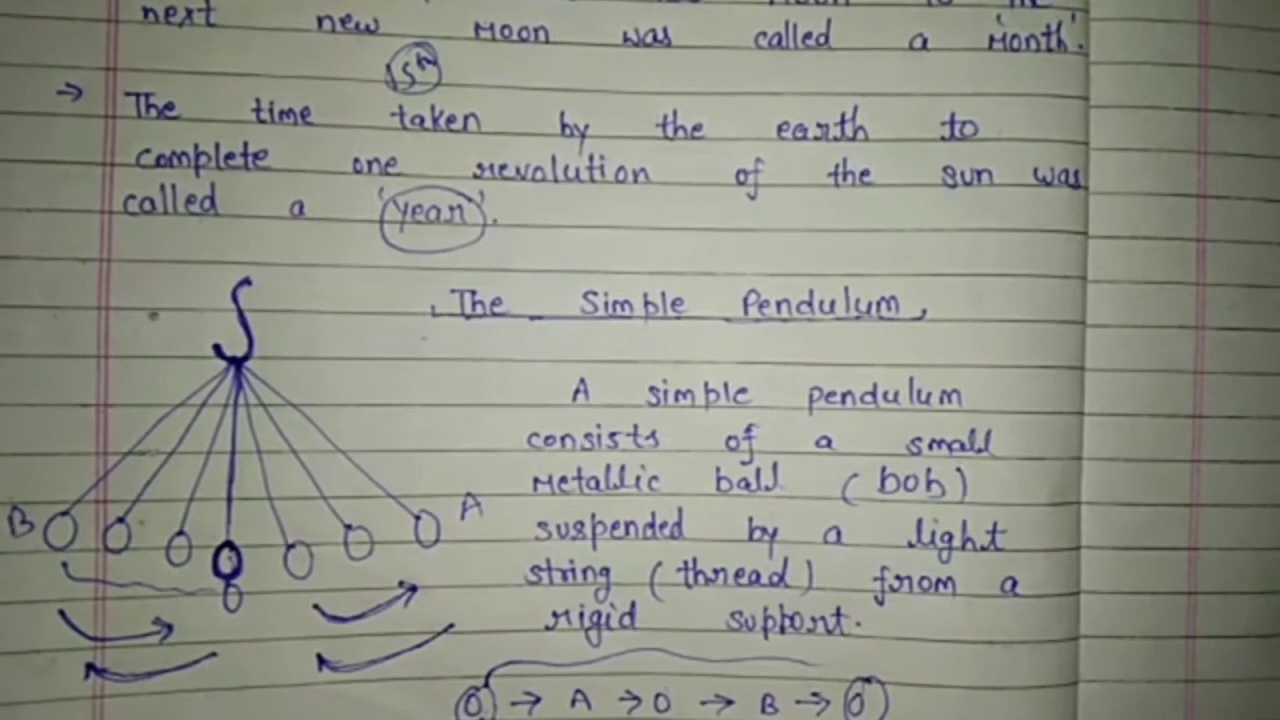 next new Moon was called a 'Month'.
→ The time taken by the earth to
complete one revolution of the sun was
called a 'year'.
The Simple Pendulum
A simple pendulum
consists of a small
Metallic ball (bob)
suspended by a light
string (thread) from a
rigid support.
B
A
O
O → A → O → B → O